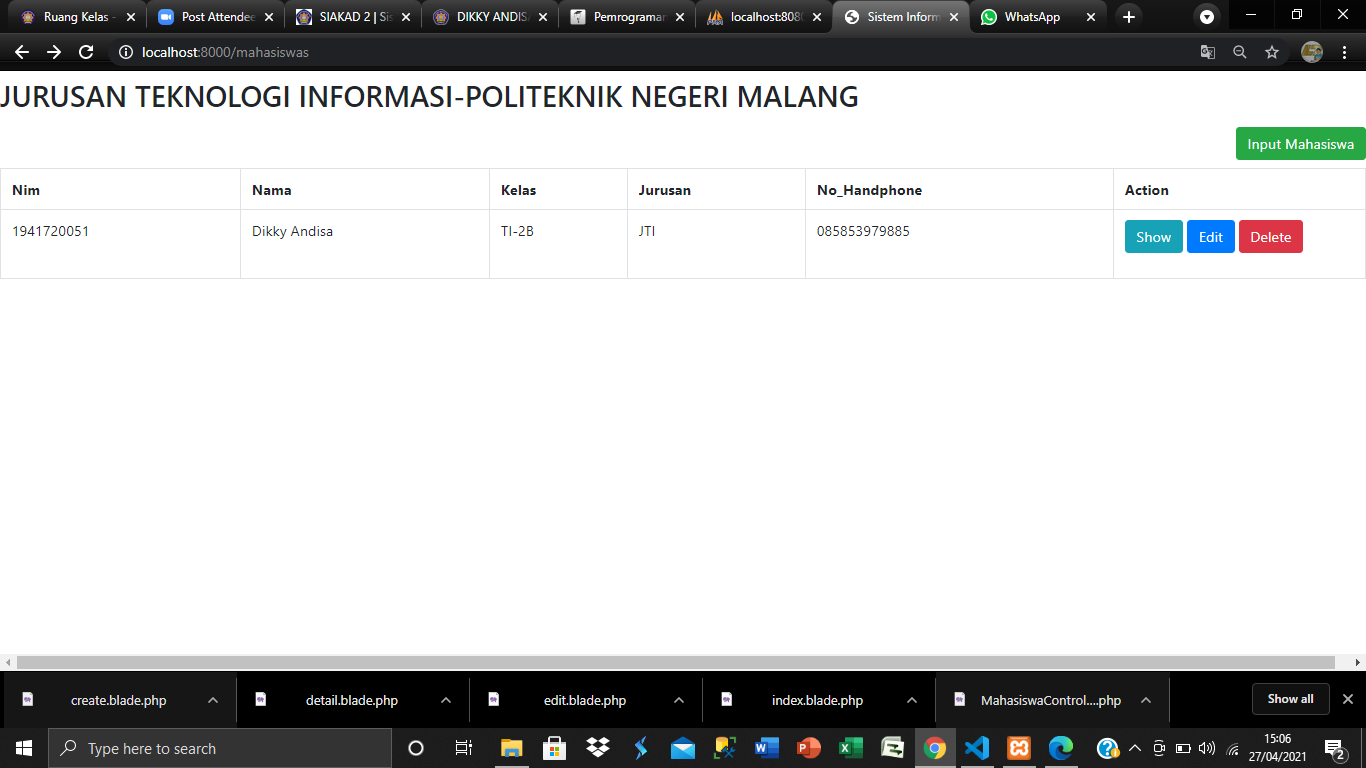 Ruang Kelas -
Post Attendee
SIAKAD 2 | Sis
DIKKY ANDISA
Pemrograman
localhost:8080
Sistem Inform
WhatsApp
localhost:8000/mahasiswas
JURUSAN TEKNOLOGI INFORMASI-POLITEKNIK NEGERI MALANG
Input Mahasiswa
Nim Nama Kelas Jurusan No_Handphone Action
1941720051 Dikky Andisa TI-2B JTI 085853979885 Show Edit Delete
create.blade.php
detail.blade.php
edit.blade.php
index.blade.php
MahasiswaControl....php
Show all
Type here to search
15:06
27/04/2021
2